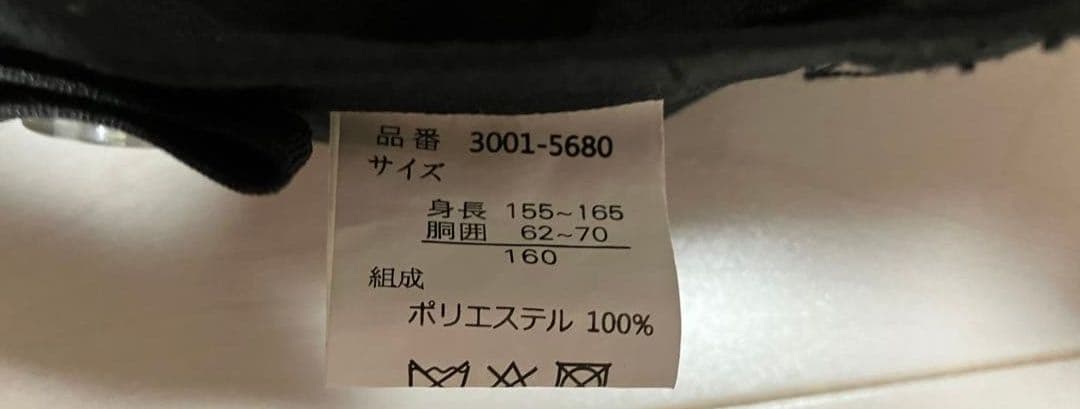 品番 3001-5680
サイズ
身長 155~165
胴囲 62~70
160
組成
ポリエステル 100%